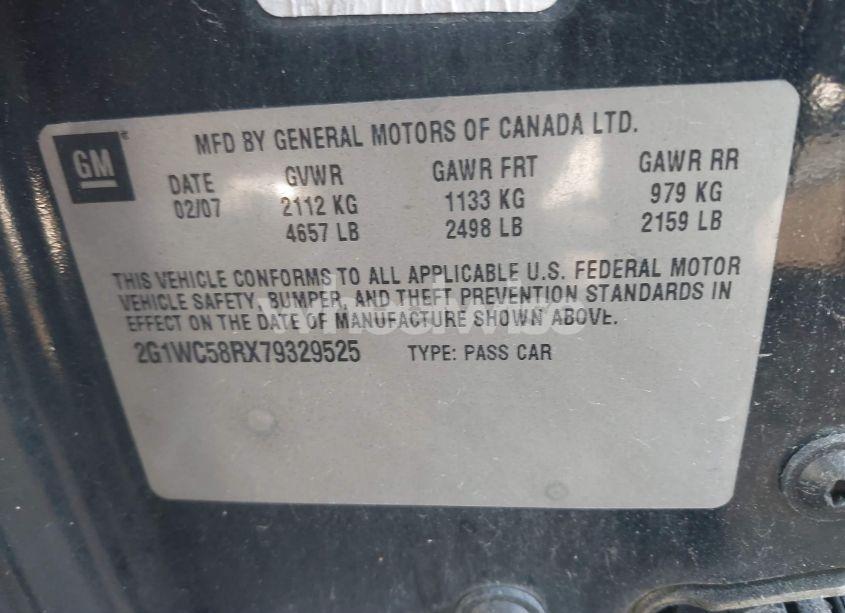 GM
MFD BY GENERAL MOTORS OF CANADA LTD.
DATE GVWR GAWR FRT GAWR RR
02/07 2112 KG 1133 KG 979 KG
4657 LB 2498 LB 2159 LB
THIS VEHICLE CONFORMS TO ALL APPLICABLE U.S. FEDERAL MOTOR
VEHICLE SAFETY, BUMPER, AND THEFT PREVENTION STANDARDS IN
EFFECT ON THE DATE OF MANUFACTURE SHOWN ABOVE.
2G1WC58RX79329525 TYPE: PASS CAR